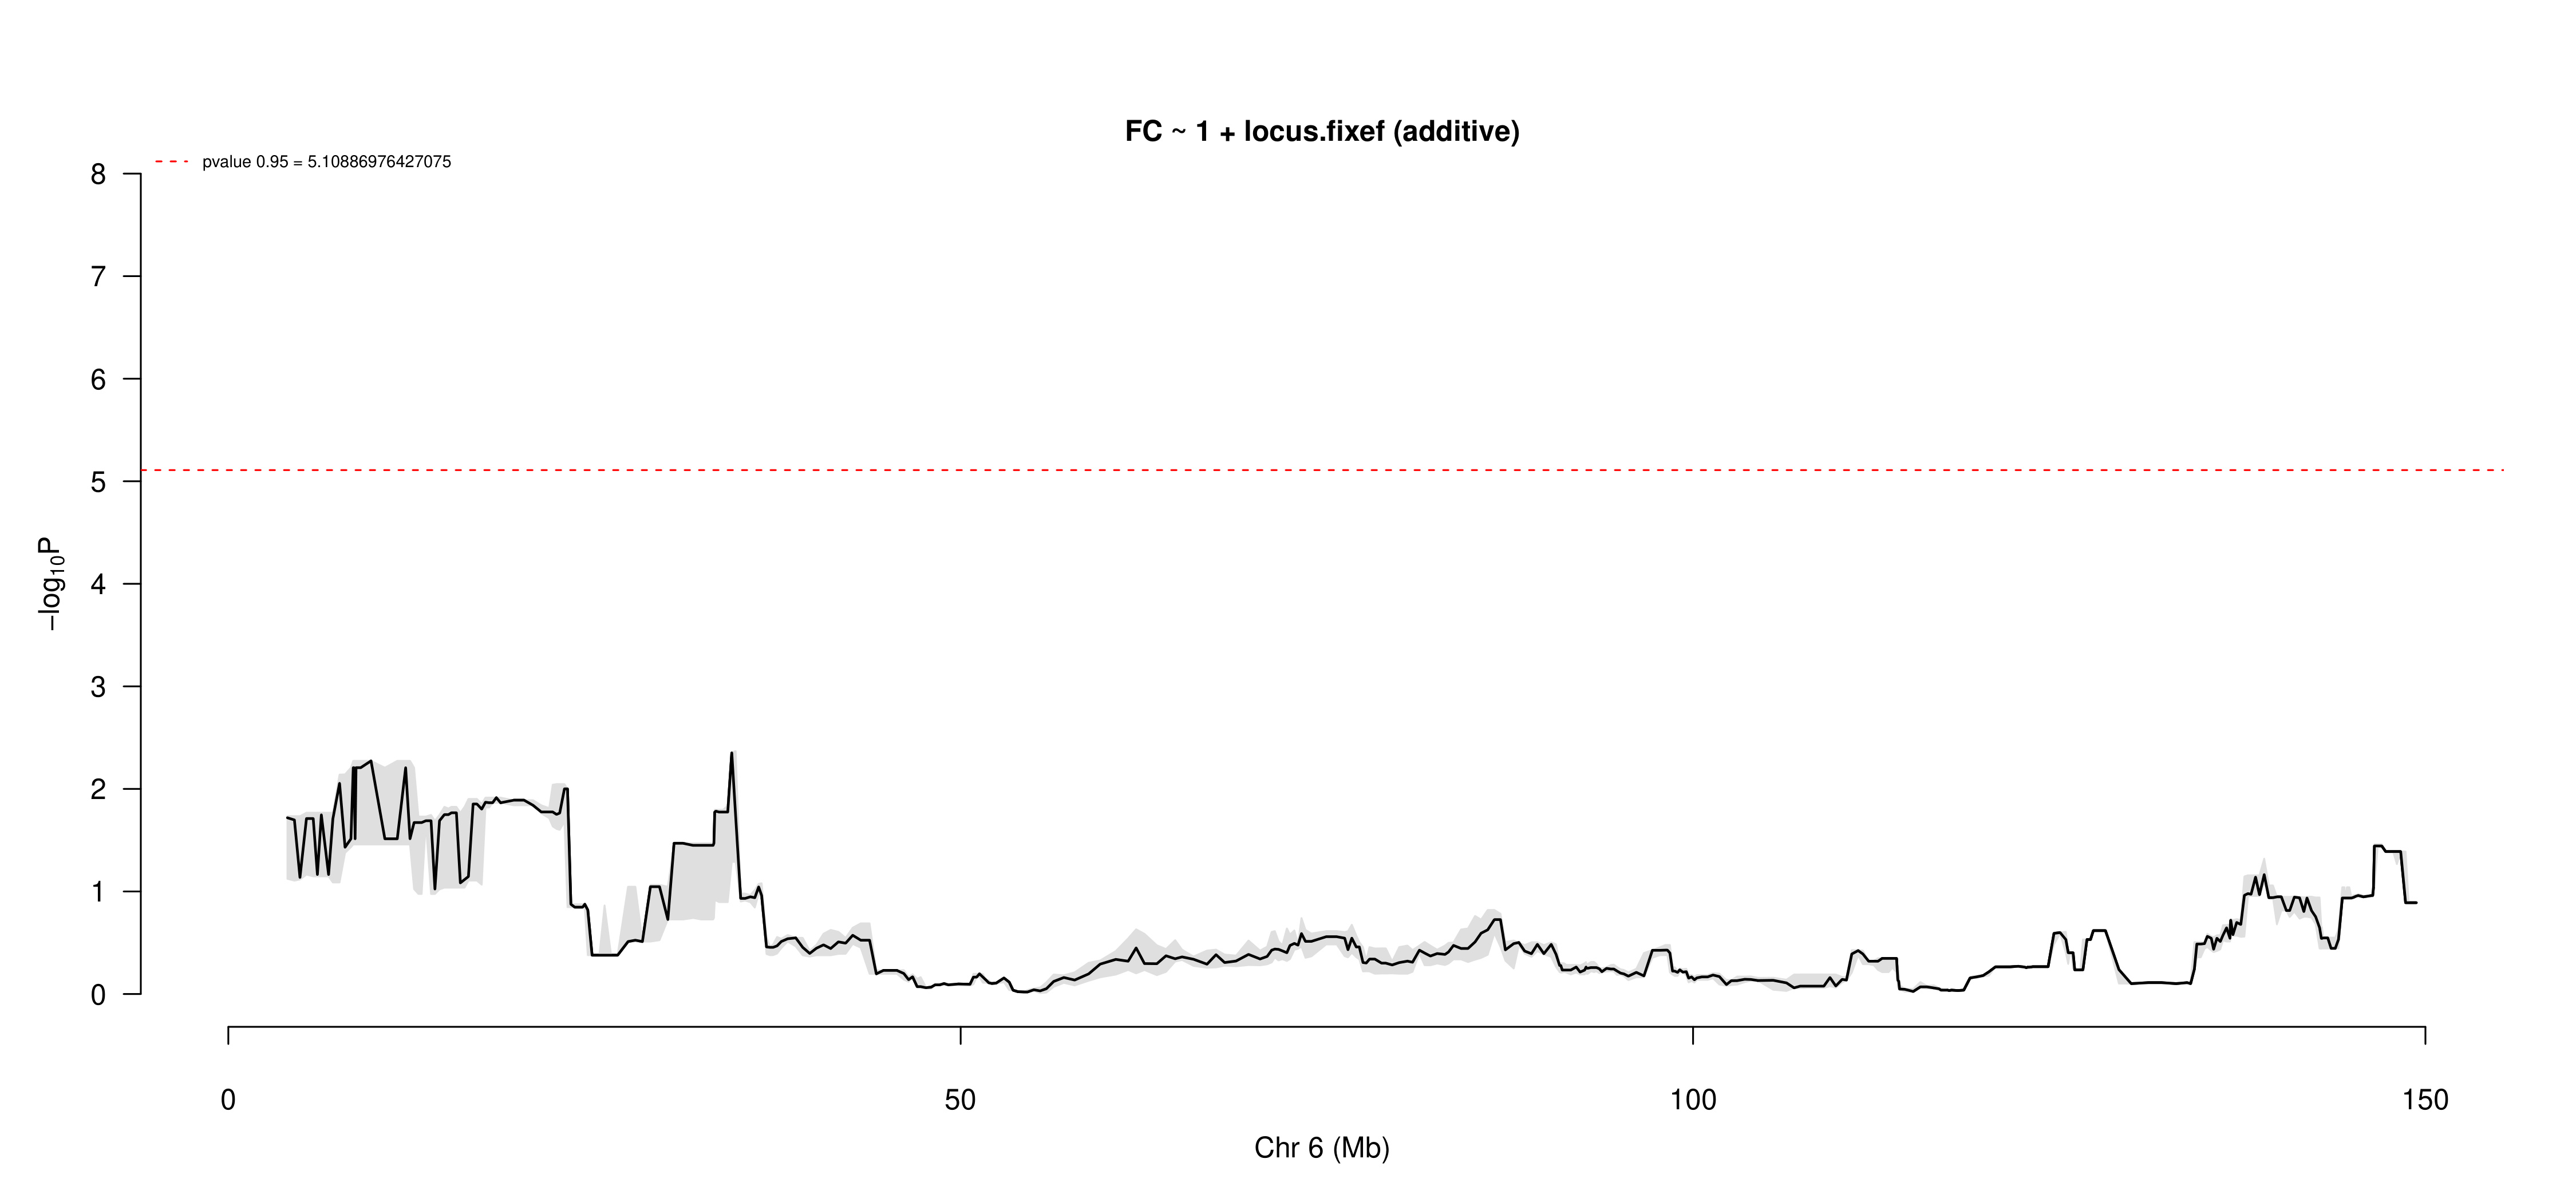 FC ~ 1 + locus.fixef (additive)
pvalue 0.95 = 5.10886976427075
8
7
6
5
4
3
2
1
0
−log10P
0 50 100 150
Chr 6 (Mb)